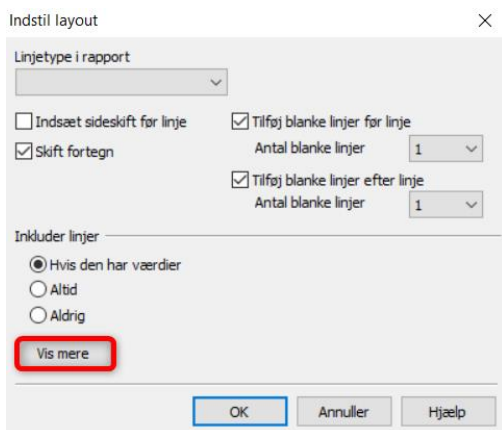 Indstil layout
Linjetype i rapport
Indsæt sideskift før linje
Skift fortegn
Tilføj blanke linjer før linje
Antal blanke linjer 1
Tilføj blanke linjer efter linje
Antal blanke linjer 1
Inkluder linjer
Hvis den har værdier
Altid
Aldrig
Vis mere
OK Annuller Hjælp